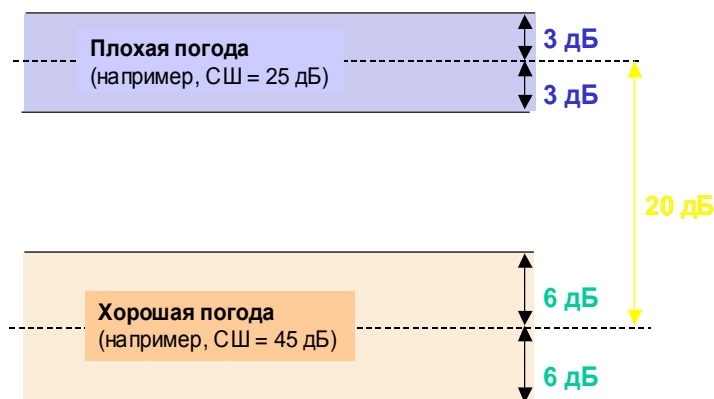 3 дБ
Плохая погода
(например, СШ = 25 дБ)
3 дБ
20 дБ
6 дБ
Хорошая погода
(например, СШ = 45 дБ)
6 дБ